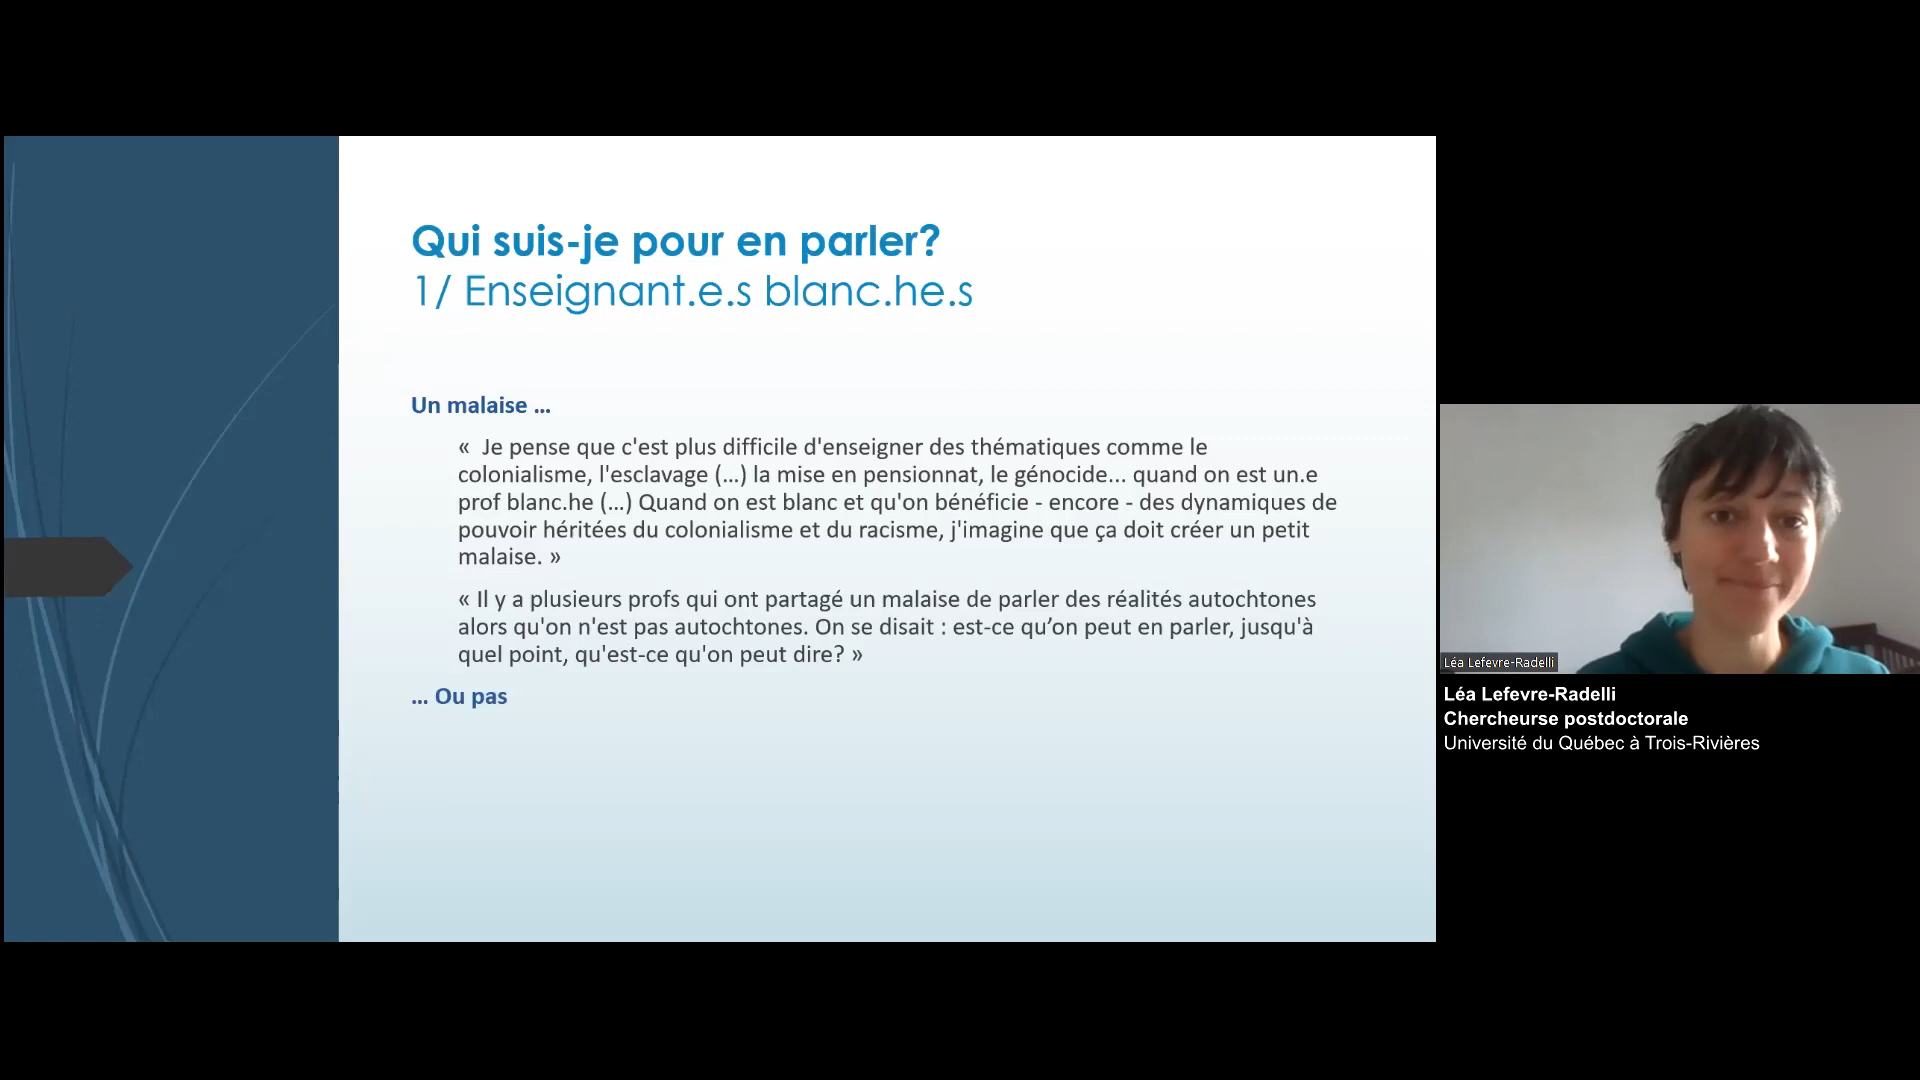 Qui suis-je pour en parler?
1/ Enseignant.e.s blanc.he.s
Un malaise ...
«  Je pense que c'est plus difficile d'enseigner des thématiques comme le
colonialisme, l'esclavage (...) la mise en pensionnat, le génocide... quand on est un.e
prof blanc.he (...) Quand on est blanc et qu'on bénéficie - encore - des dynamiques de
pouvoir héritées du colonialisme et du racisme, j'imagine que ça doit créer un petit
malaise. »
« Il y a plusieurs profs qui ont partagé un malaise de parler des réalités autochtones
alors qu'on n'est pas autochtones. On se disait : est-ce qu’on peut en parler, jusqu'à
quel point, qu'est-ce qu'on peut dire? »
... Ou pas
Léa Lefevre-Radelli
Léa Lefevre-Radelli
Chercheurse postdoctorale
Université du Québec à Trois-Rivières